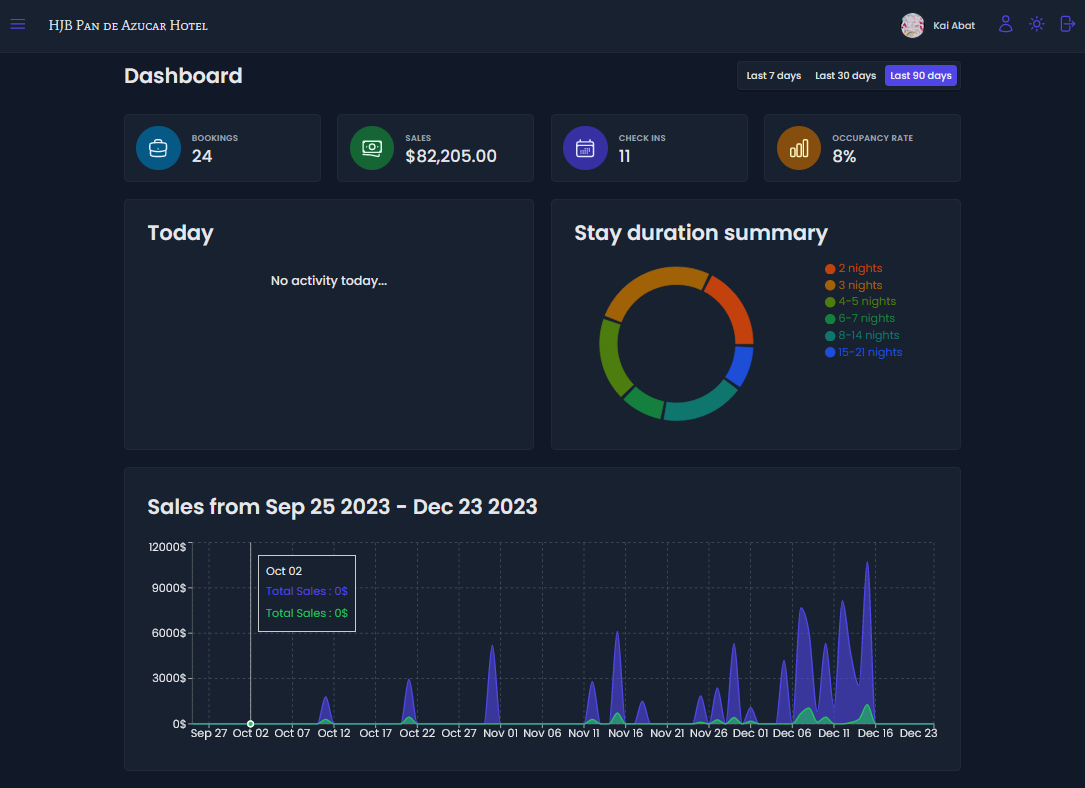 HJB Pan de Azucar Hotel
Kai Abat
Dashboard
Last 7 days Last 30 days Last 90 days
BOOKINGS
24
SALES
$82,205.00
CHECK INS
11
OCCUPANCY RATE
8%
Today
No activity today...
Stay duration summary
2 nights
3 nights
4-5 nights
6-7 nights
8-14 nights
15-21 nights
Sales from Sep 25 2023 - Dec 23 2023
12000$
9000$
6000$
3000$
0$
Oct 02
Total Sales : 0$
Total Sales : 0$
Sep 27 Oct 02 Oct 07 Oct 12 Oct 17 Oct 22 Oct 27 Nov 01 Nov 06 Nov 11 Nov 16 Nov 21 Nov 26 Dec 01 Dec 06 Dec 11 Dec 16 Dec 23